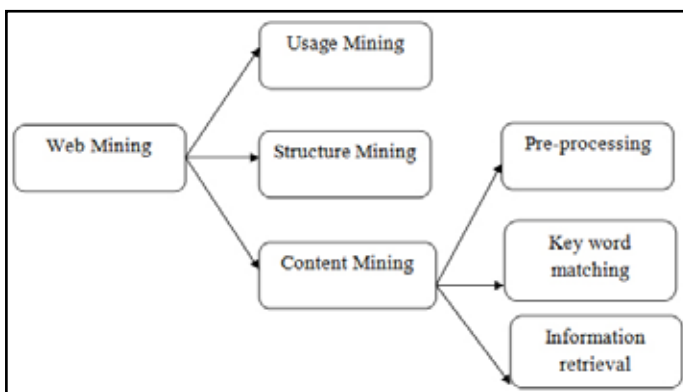 Usage Mining
Web Mining
Structure Mining
Content Mining
Pre-processing
Key word
matching
Information
retrieval